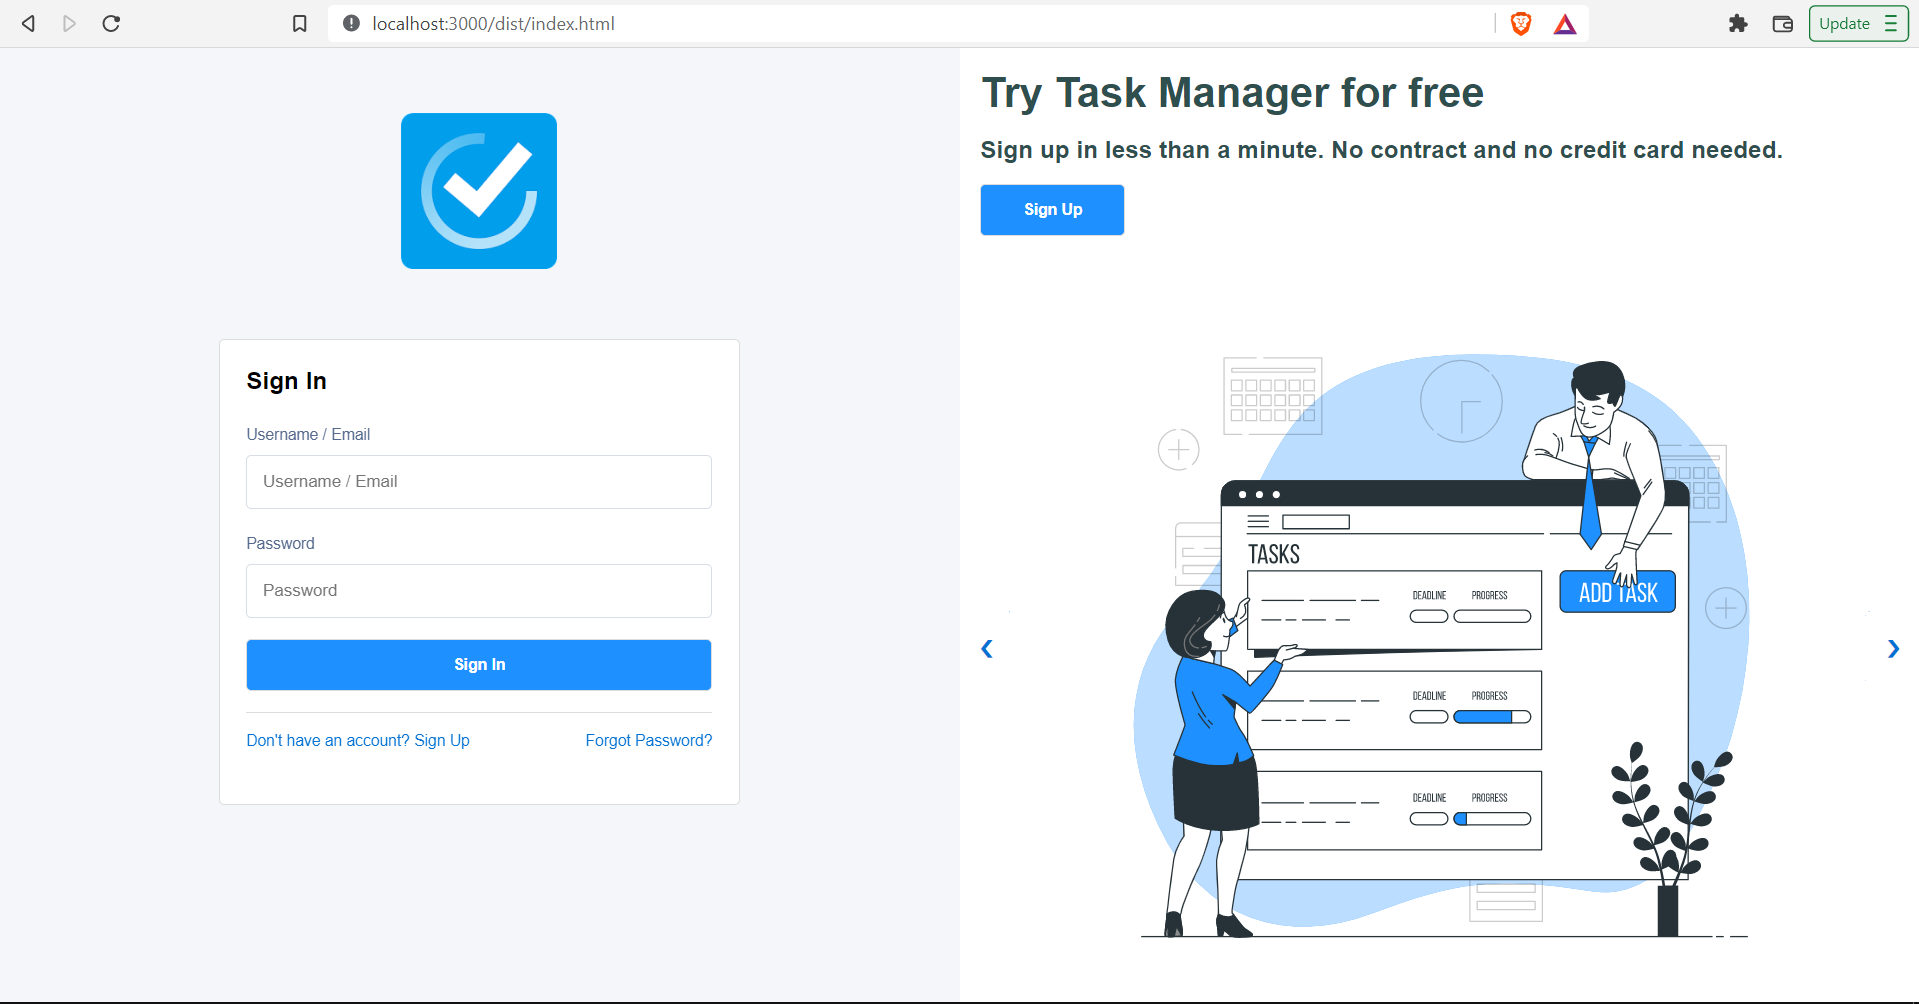 localhost:3000/dist/index.html
Update
Sign In
Username / Email
Username / Email
Password
Password
Sign In
Don't have an account? Sign Up
Forgot Password?
Try Task Manager for free
Sign up in less than a minute. No contract and no credit card needed.
Sign Up
TASKS
DEADLINE PROGRESS
ADD TASK
DEADLINE PROGRESS
DEADLINE PROGRESS